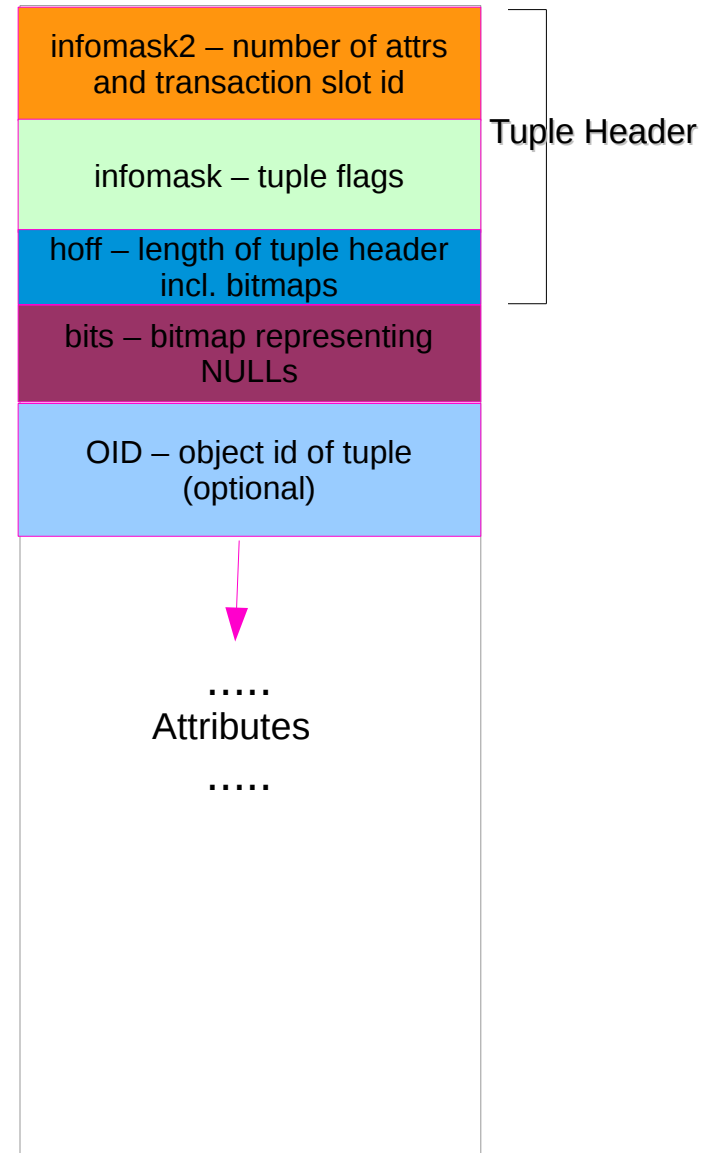 infomask2 – number of attrs
and transaction slot id
Tuple Header
infomask – tuple flags
hoff – length of tuple header
incl. bitmaps
bits – bitmap representing
NULLs
OID – object id of tuple
(optional)
.....
Attributes
.....